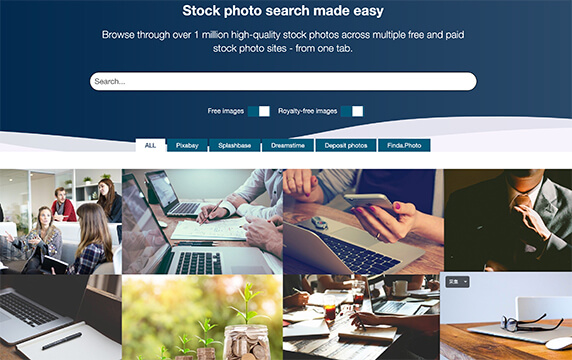 Stock photo search made easy
Browse through over 1 million high-quality stock photos across multiple free and paid
stock photo sites - from one tab.
Search...
Free images Royalty-free images
ALL Pixabay Splashbase Dreamstime Deposit photos Finda.Photo
采集